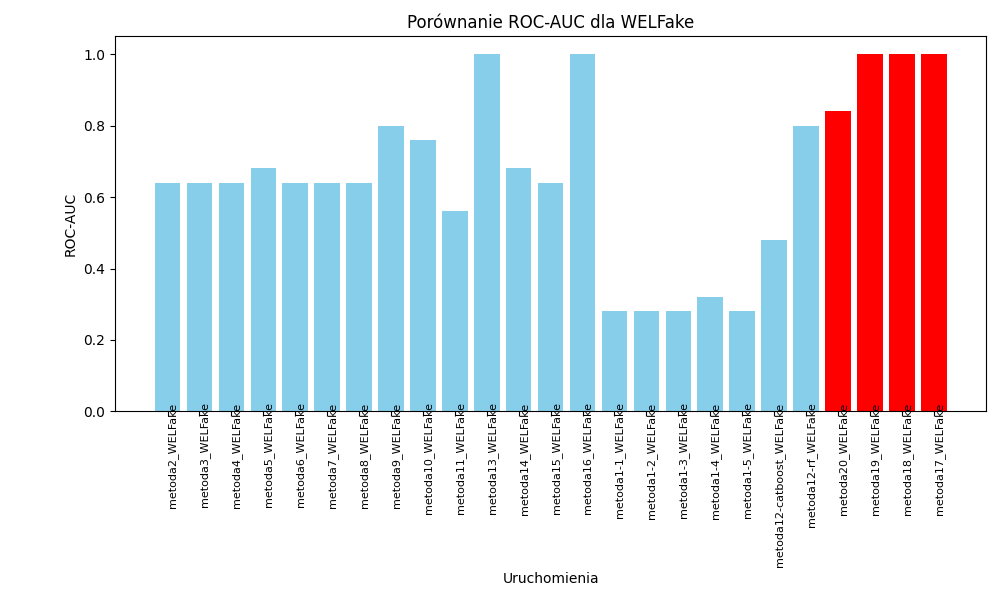 Porównanie ROC-AUC dla WELFake
1.0
0.8
0.6
0.4
0.2
0.0
ROC-AUC
metoda2_WELFake
metoda3_WELFake
metoda4_WELFake
metoda5_WELFake
metoda6_WELFake
metoda7_WELFake
metoda8_WELFake
metoda9_WELFake
metoda10_WELFake
metoda11_WELFake
metoda13_WELFake
metoda14_WELFake
metoda15_WELFake
metoda16_WELFake
metoda1-1_WELFake
metoda1-2_WELFake
metoda1-3_WELFake
metoda1-4_WELFake
metoda1-5_WELFake
metoda12-catboost_WELFake
metoda12-rf_WELFake
metoda20_WELFake
metoda19_WELFake
metoda18_WELFake
metoda17_WELFake
Uruchomienia